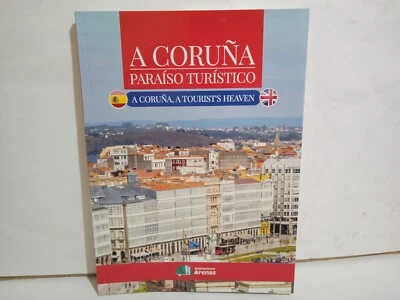 A CORUÑA
PARAÍSO TURÍSTICO
A CORUÑA, A TOURIST'S HEAVEN
Arenas